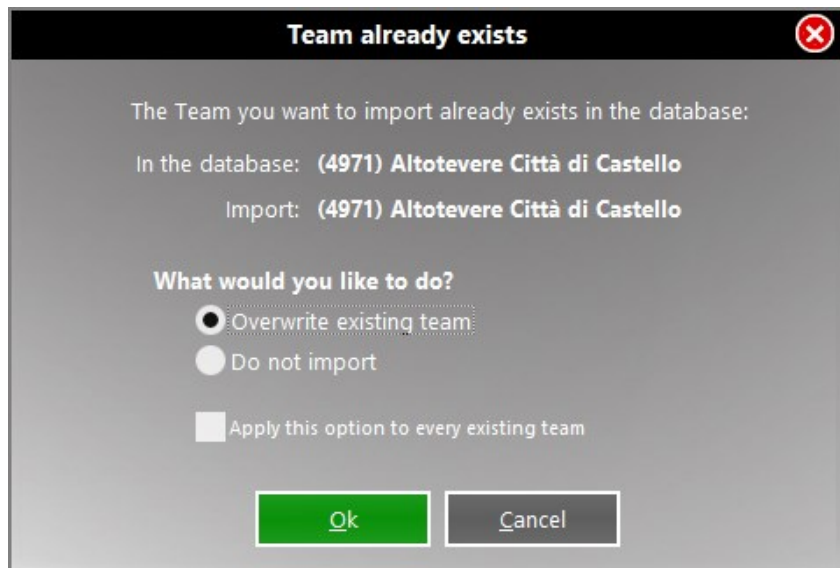 Team already exists
The Team you want to import already exists in the database:
In the database: (4971) Altotevere Città di Castello
Import: (4971) Altotevere Città di Castello
What would you like to do?
Overwrite existing team
Do not import
Apply this option to every existing team
Ok Cancel